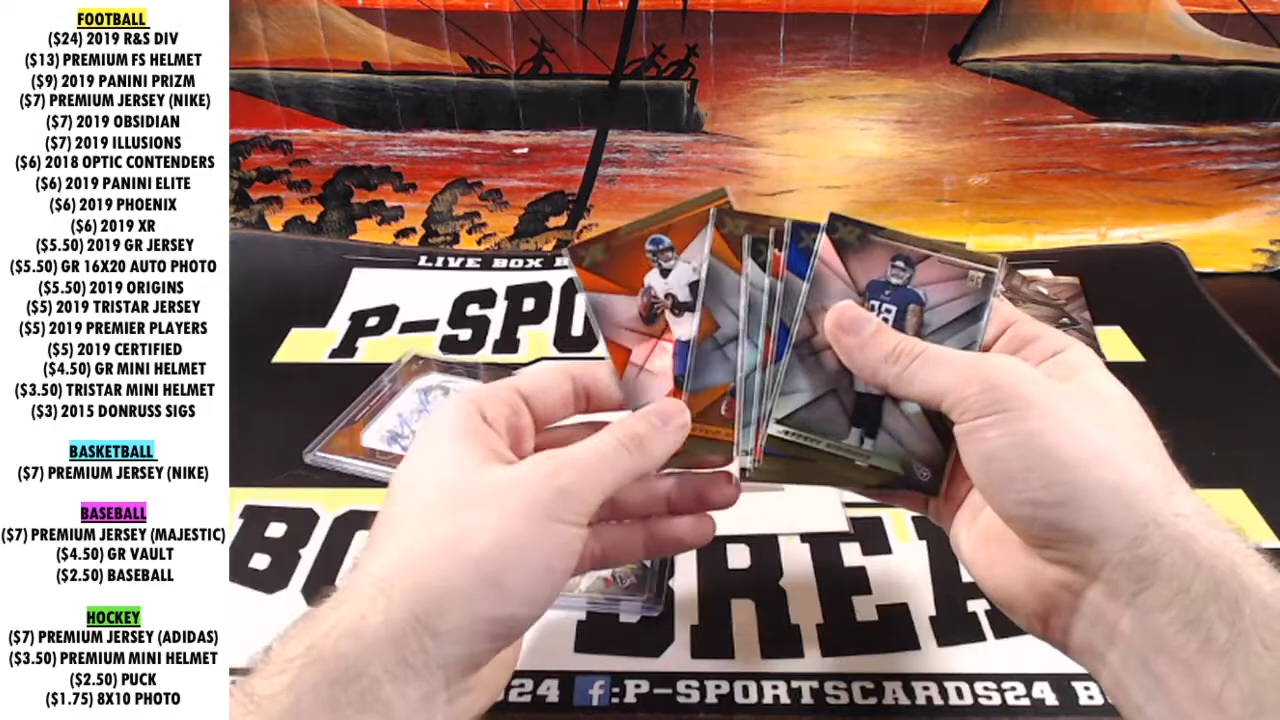 FOOTBALL
($24) 2019 R&S DIV
($13) PREMIUM FS HELMET
($9) 2019 PANINI PRIZM
($7) PREMIUM JERSEY (NIKE)
($7) 2019 OBSIDIAN
($7) 2019 ILLUSIONS
($6) 2018 OPTIC CONTENDERS
($6) 2019 PANINI ELITE
($6) 2019 PHOENIX
($6) 2019 XR
($5.50) 2019 GR JERSEY
($5.50) GR 16X20 AUTO PHOTO
($5.50) 2019 ORIGINS
($5) 2019 TRISTAR JERSEY
($5) 2019 PREMIER PLAYERS
($5) 2019 CERTIFIED
($4.50) GR MINI HELMET
($3.50) TRISTAR MINI HELMET
($3) 2015 DONRUSS SIGS
BASKETBALL
($7) PREMIUM JERSEY (NIKE)
BASEBALL
($7) PREMIUM JERSEY (MAJESTIC)
($4.50) GR VAULT
($2.50) BASEBALL
HOCKEY
($7) PREMIUM JERSEY (ADIDAS)
($3.50) PREMIUM MINI HELMET
($2.50) PUCK
($1.75) 8X10 PHOTO
LIVE BOX B
P-SPO
BO BREA
S24 f:P-SPORTSCARDS24 B